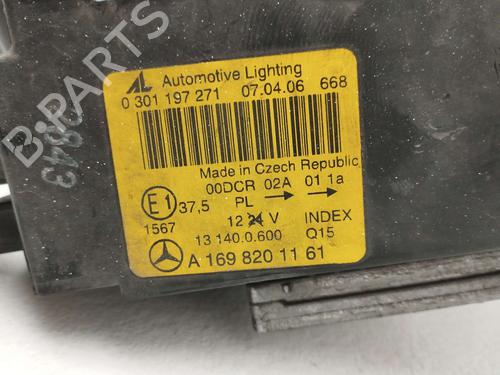 AL Automotive Lighting
0 301 197 271 07.04.06 668
Made in Czech Republic
00DCR 02A 01 1a
E1 37,5 PL → →
1567 12 24 V INDEX
13 140 0.600 Q15
A 169 820 11 61
B-Parts